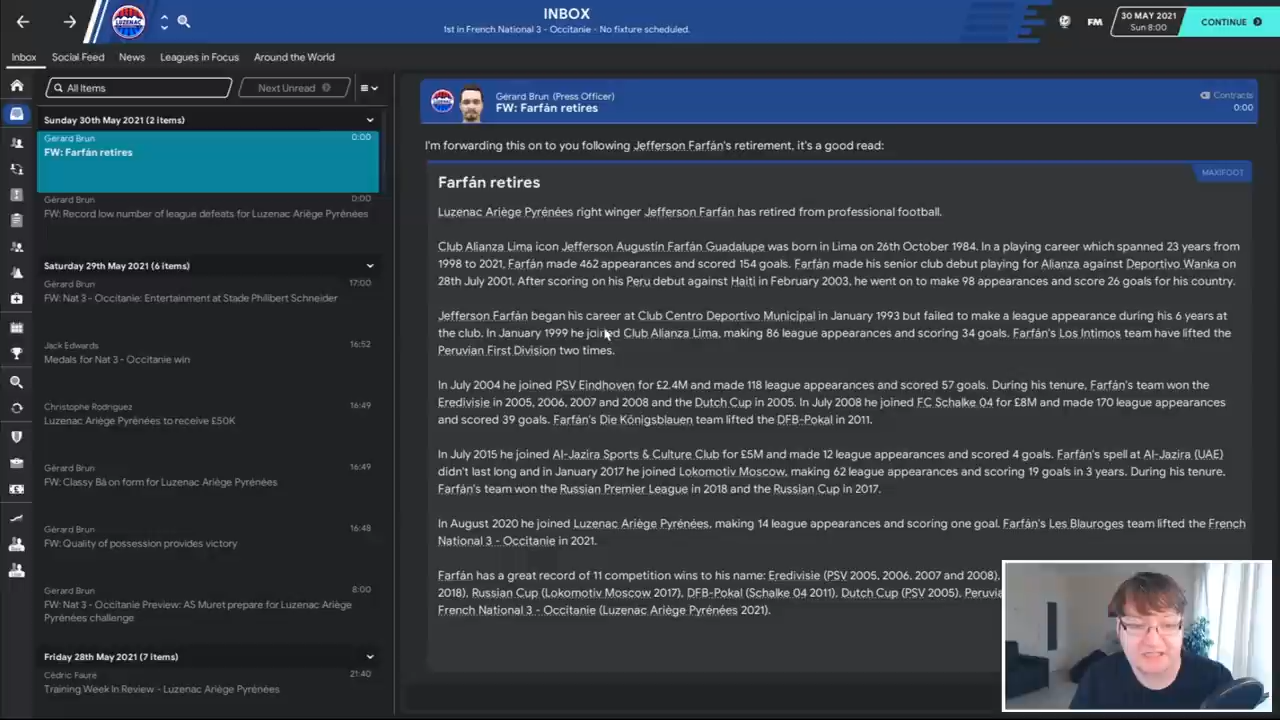 INBOX
1st in French National 3 - Occitanie - No fixture scheduled.
LUZENAC
FM
30 MAY 2021
Sun 8:00
CONTINUE
Inbox
Social Feed
News
Leagues in Focus
Around the World
All Items
Next Unread
Sunday 30th May 2021 (2 items)
Gérard Brun
0:00
FW: Farfán retires
Gérard Brun
0:00
FW: Record low number of league defeats for Luzenac Ariège Pyrénées
Saturday 29th May 2021 (6 items)
Gérard Brun
17:00
FW: Nat 3 - Occitanie: Entertainment at Stade Philibert Schneider
Jack Edwards
16:52
Medals for Nat 3 - Occitanie win
Christophe Rodriguez
16:49
Luzenac Ariège Pyrénées to receive £50K
Gérard Brun
16:49
FW: Classy Bâ on form for Luzenac Ariège Pyrénées
Gérard Brun
16:48
FW: Quality of possession provides victory
Gérard Brun
8:00
FW: Nat 3 - Occitanie Preview: AS Muret prepare for Luzenac Ariège
Pyrénées challenge
Friday 28th May 2021 (7 items)
Cédric Faure
21:40
Training Week In Review - Luzenac Ariège Pyrénées
Gérard Brun (Press Officer)
FW: Farfán retires
Contracts
0:00
I'm forwarding this on to you following Jefferson Farfán's retirement, it's a good read:
MAXIFOOT
Farfán retires
Luzenac Ariège Pyrénées right winger Jefferson Farfán has retired from professional football.
Club Alianza Lima icon Jefferson Augustín Farfán Guadalupe was born in Lima on 26th October 1984. In a playing career which spanned 23 years from
1998 to 2021, Farfán made 462 appearances and scored 154 goals. Farfán made his senior club debut playing for Alianza against Deportivo Wanka on
28th July 2001. After scoring on his Peru debut against Haiti in February 2003, he went on to make 98 appearances and score 26 goals for his country.
Jefferson Farfán began his career at Club Centro Deportivo Municipal in January 1993 but failed to make a league appearance during his 6 years at
the club. In January 1999 he joined Club Alianza Lima, making 86 league appearances and scoring 34 goals. Farfán's Los Intimos team have lifted the
Peruvian First Division two times.
In July 2004 he joined PSV Eindhoven for £2.4M and made 118 league appearances and scored 57 goals. During his tenure, Farfán's team won the
Eredivisie in 2005, 2006, 2007 and 2008 and the Dutch Cup in 2005. In July 2008 he joined FC Schalke 04 for £8M and made 170 league appearances
and scored 39 goals. Farfán's Die Königsblauen team lifted the DFB-Pokal in 2011.
In July 2015 he joined Al-Jazira Sports & Culture Club for £5M and made 12 league appearances and scored 4 goals. Farfán's spell at Al-Jazira (UAE)
didn't last long and in January 2017 he joined Lokomotiv Moscow, making 62 league appearances and scoring 19 goals in 3 years. During his tenure,
Farfán's team won the Russian Premier League in 2018 and the Russian Cup in 2017.
In August 2020 he joined Luzenac Ariège Pyrénées, making 14 league appearances and scoring one goal. Farfán's Les Blauroges team lifted the French
National 3 - Occitanie in 2021.
Farfán has a great record of 11 competition wins to his name: Eredivisie (PSV 2005, 2006, 2007 and 2008),
2018), Russian Cup (Lokomotiv Moscow 2017), DFB-Pokal (Schalke 04 2011), Dutch Cup (PSV 2005), Peruvia
French National 3 - Occitanie (Luzenac Ariège Pyrénées 2021).